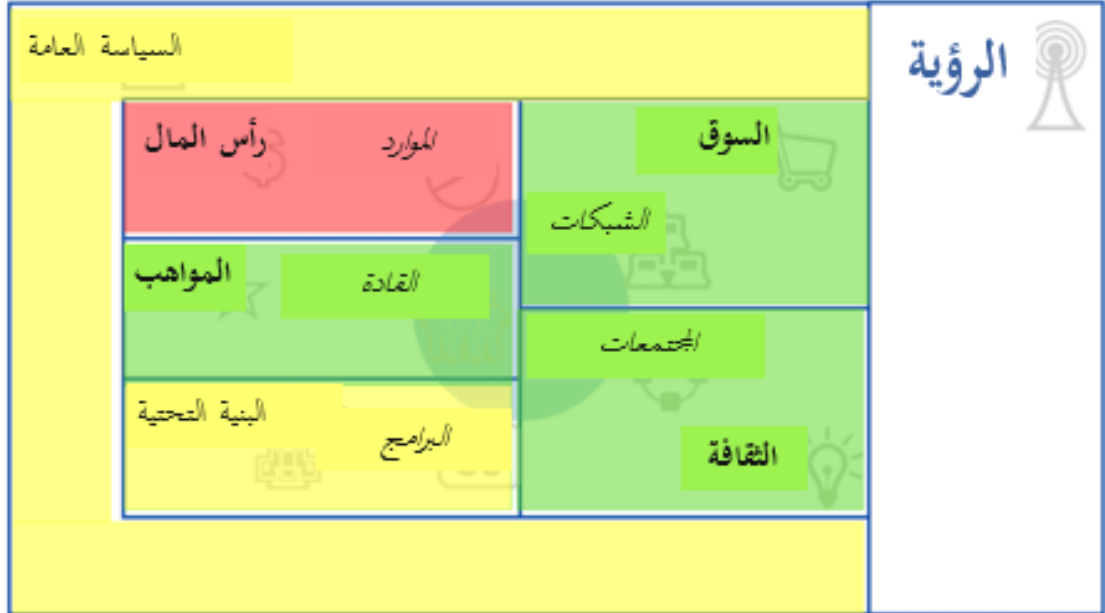 الرؤية
السياسة العامة
السوق
الشبكات
المجتمعات
الثقافة
رأس المال
الموارد
المواهب
القادة
البنية التحتية
البرامج